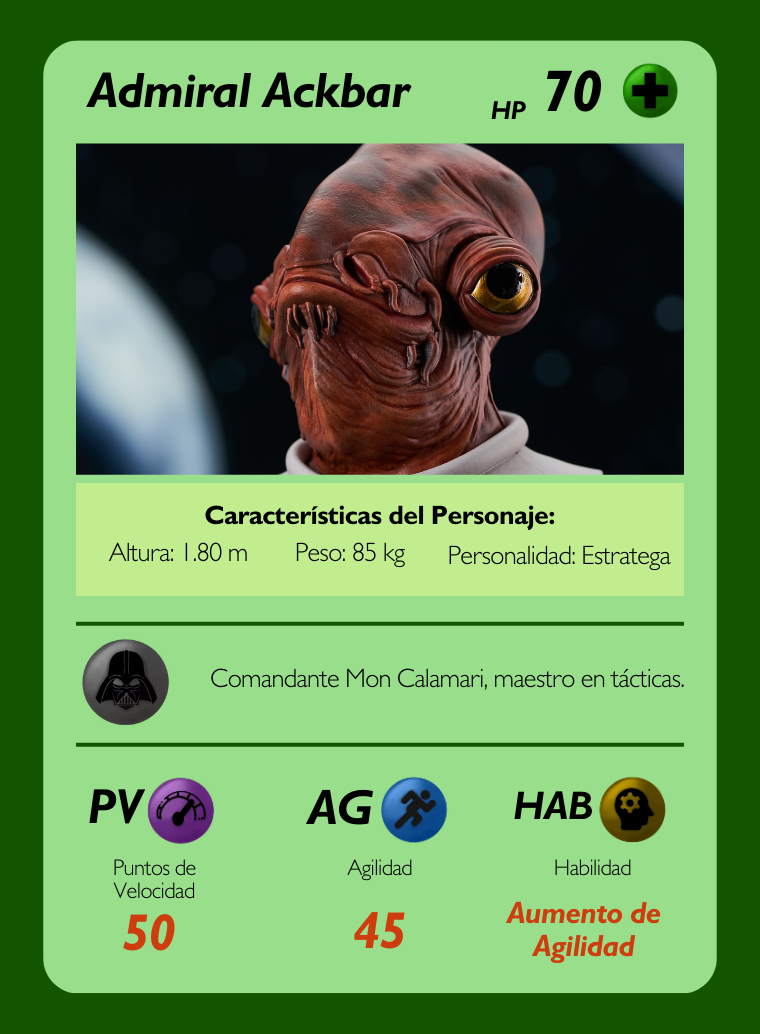 Admiral Ackbar
HP 70
Características del Personaje:
Altura: 1.80 m Peso: 85 kg Personalidad: Estratega
Comandante Mon Calamari, maestro en tácticas.
PV AG HAB
Puntos de
Velocidad
Agilidad
Habilidad
50
45
Aumento de
Agilidad